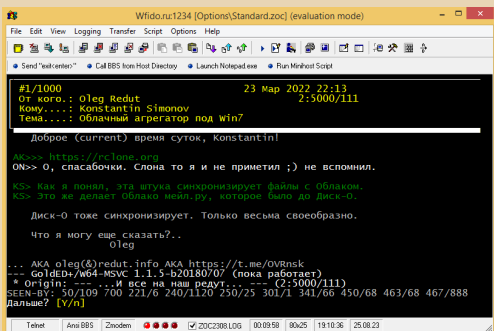 Wfido.ru:1234 [Options\Standard.zoc] (evaluation mode)
File Edit View Logging Transfer Script Options Help
Send "exit<enter>" Call BBS from Host Directory Launch Notepad.exe Run Minihost Script
#1/1000 23 Мар 2022 22:13
От кого.: Oleg Redut 2:5000/111
Кому....: Konstantin Simonov
Тема....: Облачный агрегатор под Win7
Доброе (current) время суток, Konstantin!
AK>>> https://rclone.org
ON>> О, спасабочки. Слона то я и не приметил ;) не вспомнил.
KS> Как я понял, эта штука синхронизирует файлы с Облаком.
KS> Это же делает Облако мейл.ру, которое было до Диск-О.
Диск-О тоже синхронизирует. Только весьма своеобразно.
Что я могу еще сказать?..
Oleg
... AKA oleg(&)redut.info AKA https://t.me/OVRnsk
--- GoldED+/W64-MSVC 1.1.5-b20180707 (пока работает)
* Origin: --- ...И все на наш редут... --- (2:5000/111)
SEEN-BY: 50/109 700 221/6 240/1120 250/25 301/1 341/66 450/68 463/68 467/888
Дальше? [Y/n]
Telnet Ansi BBS Zmodem ZOC2308.LOG 00:09:58 80x25 19:10:36 25.08.23